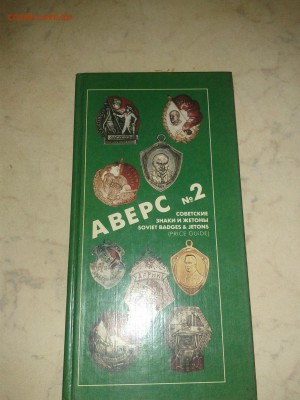 АВЕРС №2
СОВЕТСКИЕ
ЗНАКИ И ЖЕТОНЫ
SOVIET BADGES & JETONS
(PRICE GUIDE)